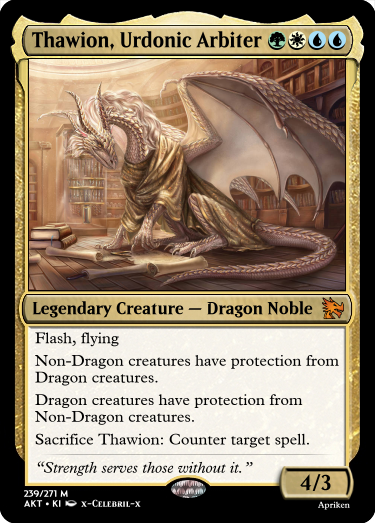 Thawion, Urdonic Arbiter
Legendary Creature — Dragon Noble
Flash, flying
Non-Dragon creatures have protection from
Dragon creatures.
Dragon creatures have protection from
Non-Dragon creatures.
Sacrifice Thawion: Counter target spell.
“Strength serves those without it.”
4/3
239/271 M
AKT • KI x-Celebril-x
Apriken